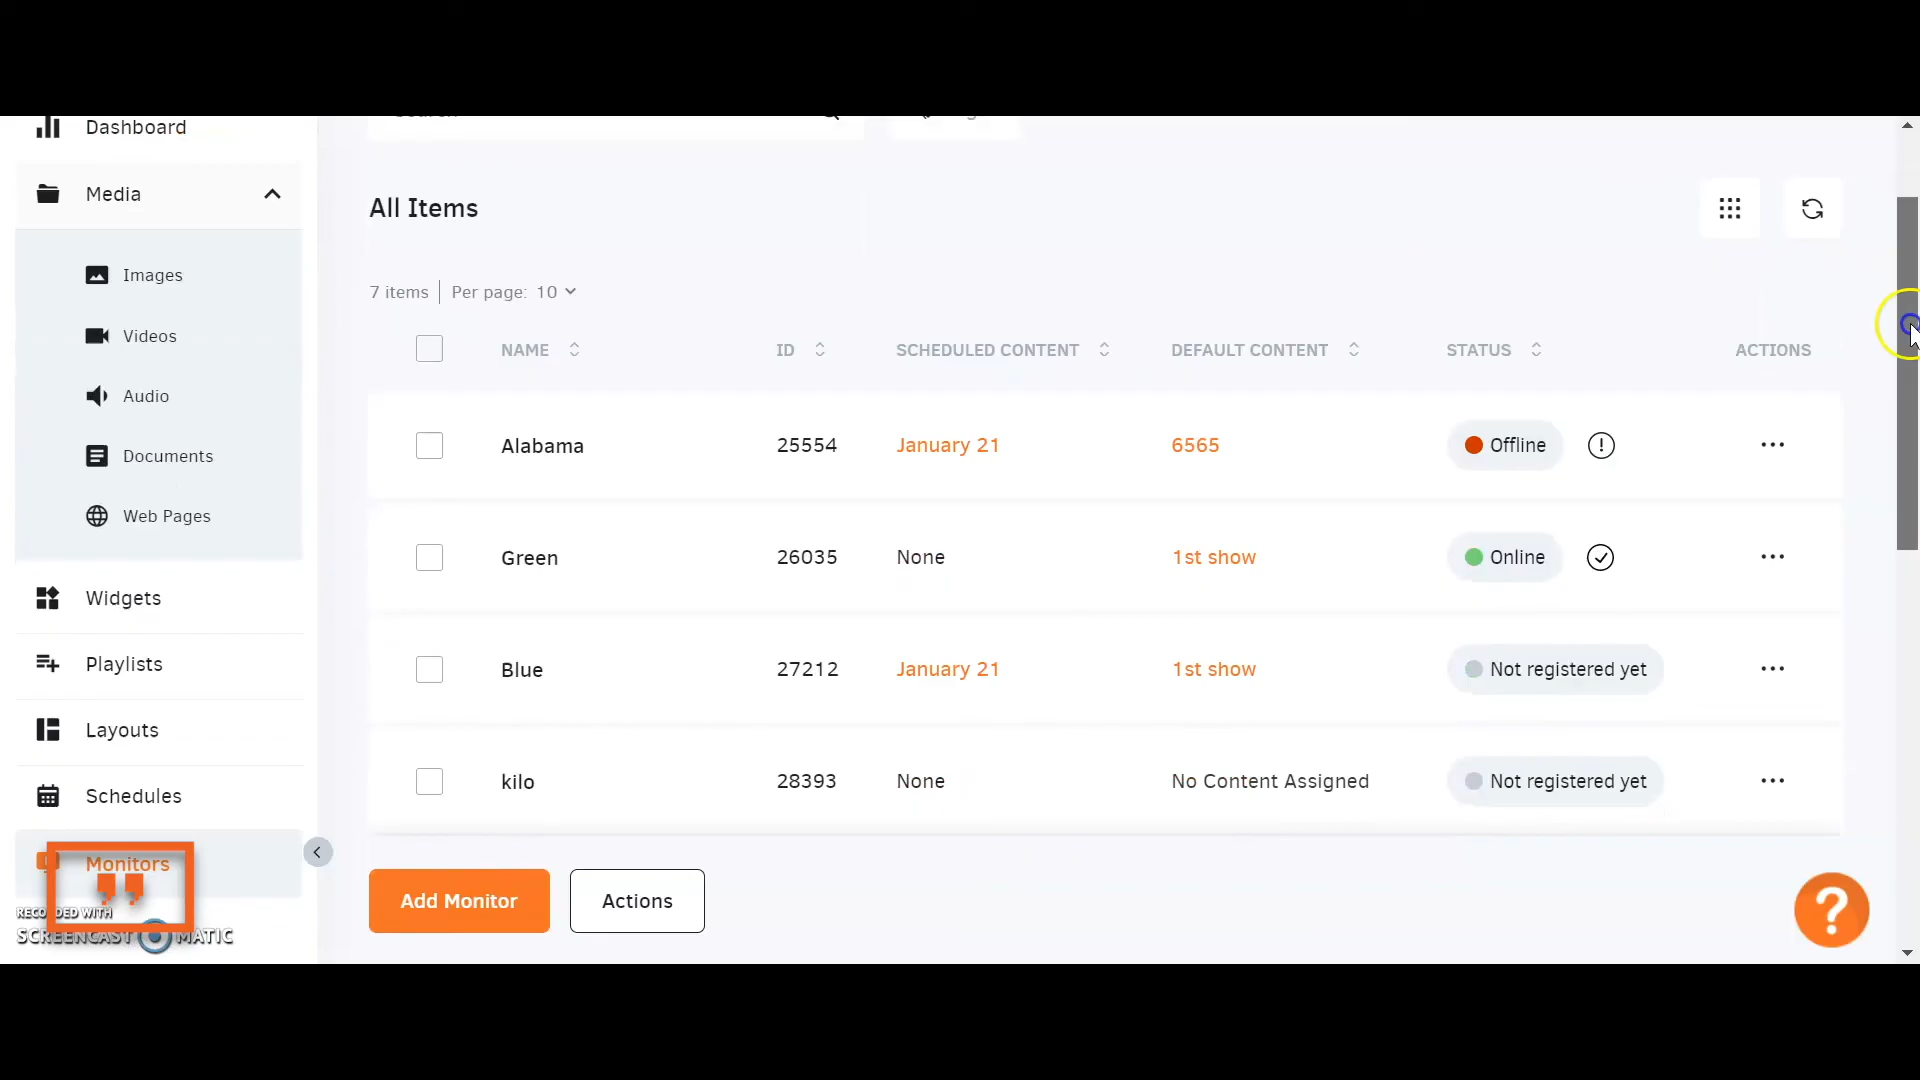 Dashboard
Media
Images
Videos
Audio
Documents
Web Pages
Widgets
Playlists
Layouts
Schedules
Monitors
RECORDED WITH
SCREENCAST MATIC
All Items
7 items Per page: 10
NAME ID SCHEDULED CONTENT DEFAULT CONTENT STATUS ACTIONS
Alabama 25554 January 21 6565 Offline
Green 26035 None 1st show Online
Blue 27212 January 21 1st show Not registered yet
kilo 28393 None No Content Assigned Not registered yet
Add Monitor Actions